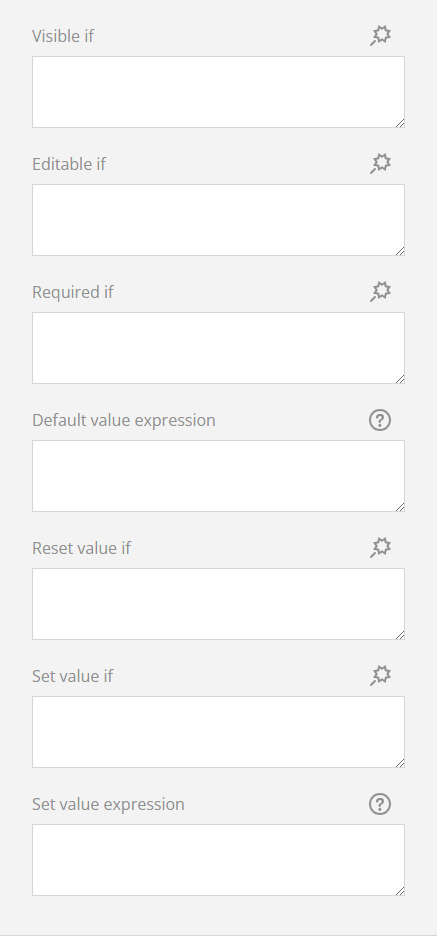 Visible if
Editable if
Required if
Default value expression
Reset value if
Set value if
Set value expression